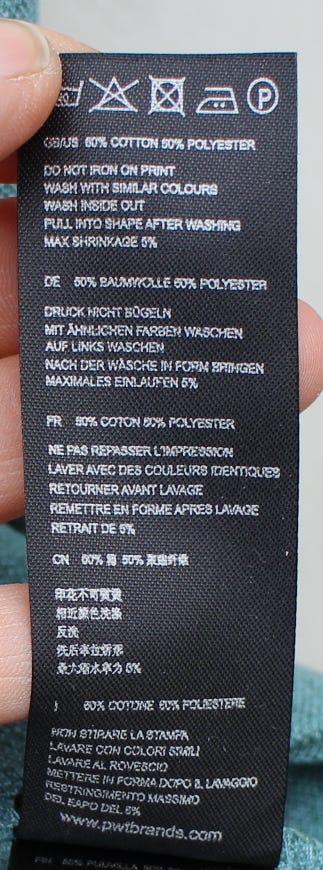 P
GB/US 50% COTTON 50% POLYESTER
DO NOT IRON ON PRINT
WASH WITH SIMILAR COLOURS
WASH INSIDE OUT
PULL INTO SHAPE AFTER WASHING
MAX SHRINKAGE 5%
DE 50% BAUMWOLLE 50% POLYESTER
DRUCK NICHT BÜGELN
MIT ÄHNLICHEN FARBEN WASCHEN
AUF LINKS WASCHEN
NACH DER WÄSCHE IN FORM BRINGEN
MAXIMALES EINLAUFEN 5%
FR 50% COTON 50% POLYESTER
NE PAS REPASSER L'IMPRESSION
LAVER AVEC DES COULEURS IDENTIQUES
RETOURNER AVANT LAVAGE
REMETTRE EN FORME APRES LAVAGE
RETRAIT DE 5%
CN 50% 棉 50% 聚酯纤维
印花不可熨烫
相近颜色洗涤
反洗
洗后牵拉矫形
最大缩水率为 5%
I 50% COTONE 50% POLIESTERE
NON STIRARE LA STAMPA
LAVARE CON COLORI SIMILI
LAVARE AL ROVESCIO
METTERE IN FORMA DOPO IL LAVAGGIO
RESTRINGIMENTO MASSIMO
DEL CAPO DEL 5%
www.pwtbrands.com